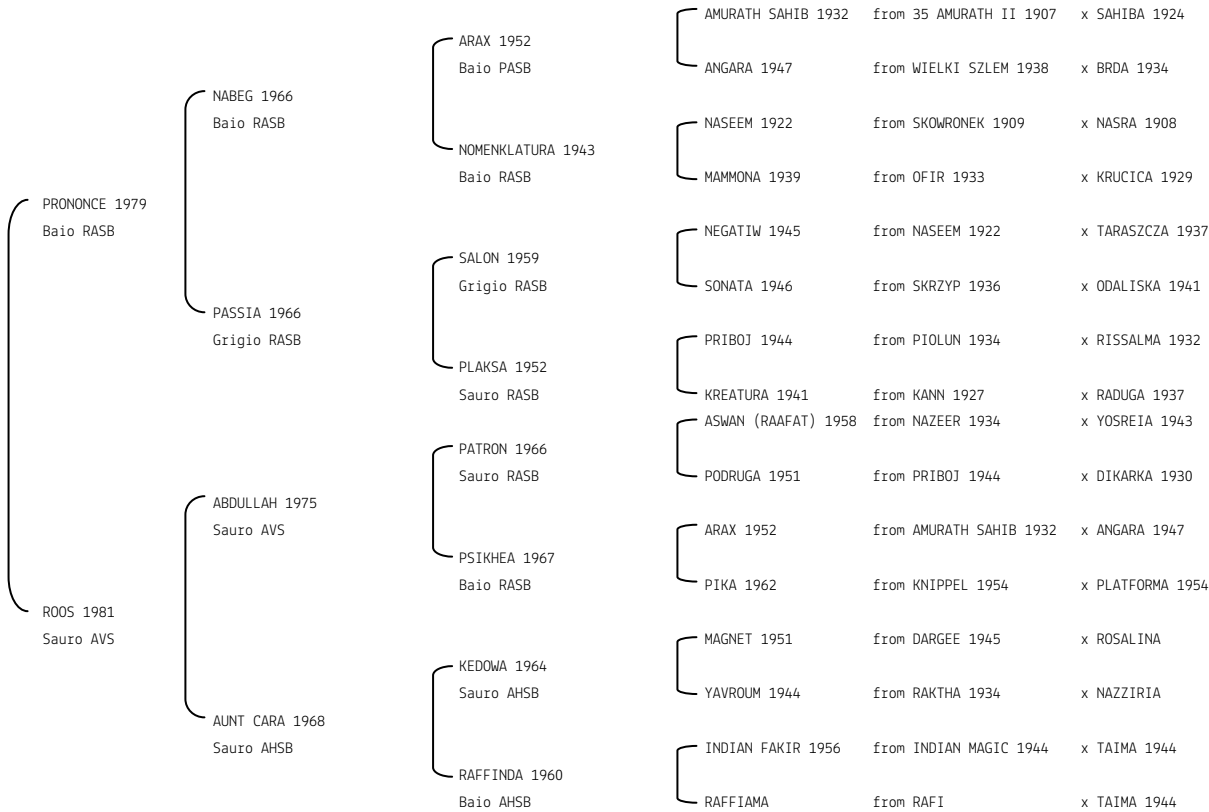 AMURATH SAHIB 1932 from 35 AMURATH II 1907 x SAHIBA 1924
ARAX 1952
Baio PASB
ANGARA 1947 from WIELKI SZLEM 1938 x BRDA 1934
NABEG 1966
Baio RASB
NASEEM 1922 from SKOWRONEK 1909 x NASRA 1908
NOMENKLATURA 1943
Baio RASB
MAMMONA 1939 from OFIR 1933 x KRUCICA 1929
PRONONCE 1979
Baio RASB
NEGATIW 1945 from NASEEM 1922 x TARASZCZA 1937
SALON 1959
Grigio RASB
SONATA 1946 from SKRZYP 1936 x ODALISKA 1941
PASSIA 1966
Grigio RASB
PRIBOJ 1944 from PIOLUN 1934 x RISSALMA 1932
PLAKSA 1952
Sauro RASB
KREATURA 1941 from KANN 1927 x RADUGA 1937
ASWAN (RAAFAT) 1958 from NAZEER 1934 x YOSREIA 1943
PATRON 1966
Sauro RASB
PODRUGA 1951 from PRIBOJ 1944 x DIKARKA 1930
ABDULLAH 1975
Sauro AVS
ARAX 1952 from AMURATH SAHIB 1932 x ANGARA 1947
PSIKHEA 1967
Baio RASB
PIKA 1962 from KNIPPEL 1954 x PLATFORMA 1954
ROOS 1981
Sauro AVS
MAGNET 1951 from DARGEE 1945 x ROSALINA
KEDOWA 1964
Sauro AHSB
YAVROUM 1944 from RAKTHA 1934 x NAZZIRIA
AUNT CARA 1968
Sauro AHSB
INDIAN FAKIR 1956 from INDIAN MAGIC 1944 x TAIMA 1944
RAFFINDA 1960
Baio AHSB
RAFFIAMA from RAFI x TAIMA 1944